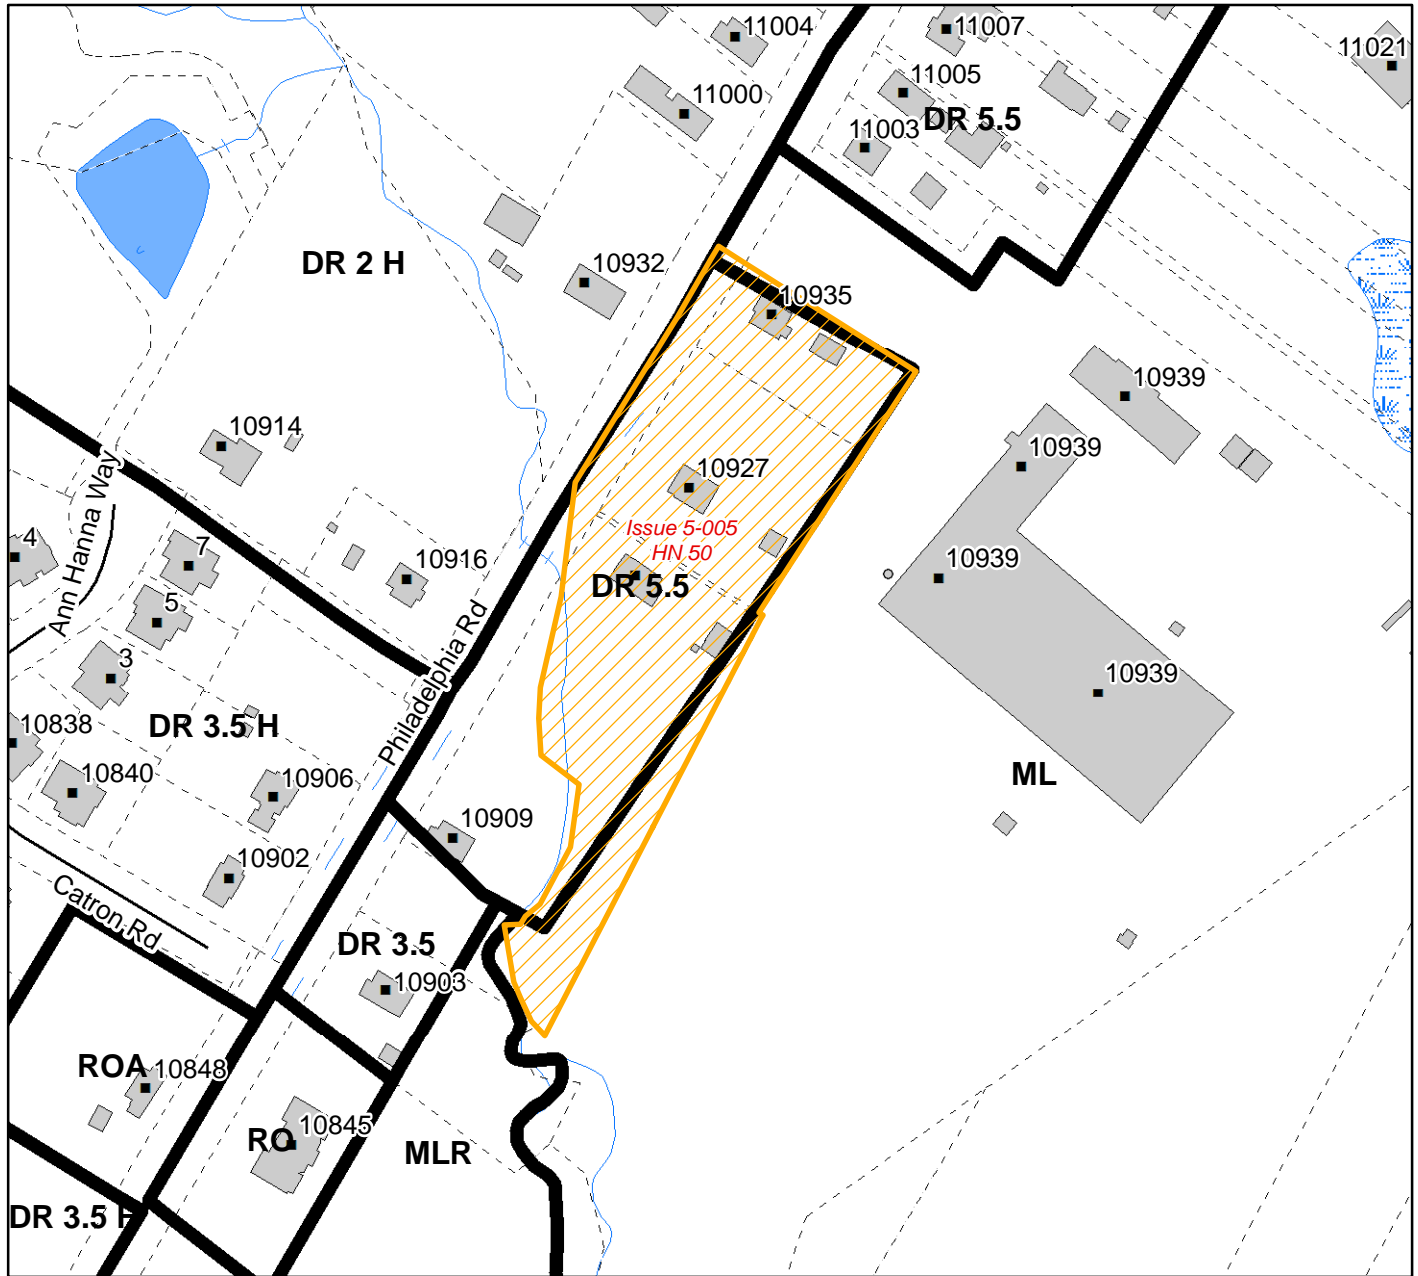 11004
11007
11021
11005
11000
DR 5.5
11003
DR 2 H
10932
10935
10939
10914
10939
10927
Ann Hanna Way
Issue 5-005
HN 50
4
7
10916
10939
DR 5.5
5
Philadelphia Rd
3
10939
DR 3.5 H
10838
10840
10906
ML
10909
10902
Catron Rd
DR 3.5
10903
ROA
10848
RO
10845
MLR
DR 3.5 H